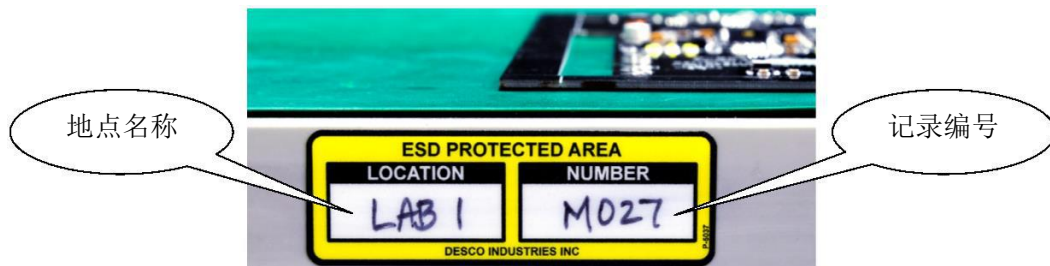 地点名称
记录编号
ESD PROTECTED AREA
LOCATION
NUMBER
LAB 1
M027
DESCO INDUSTRIES INC
P-5037